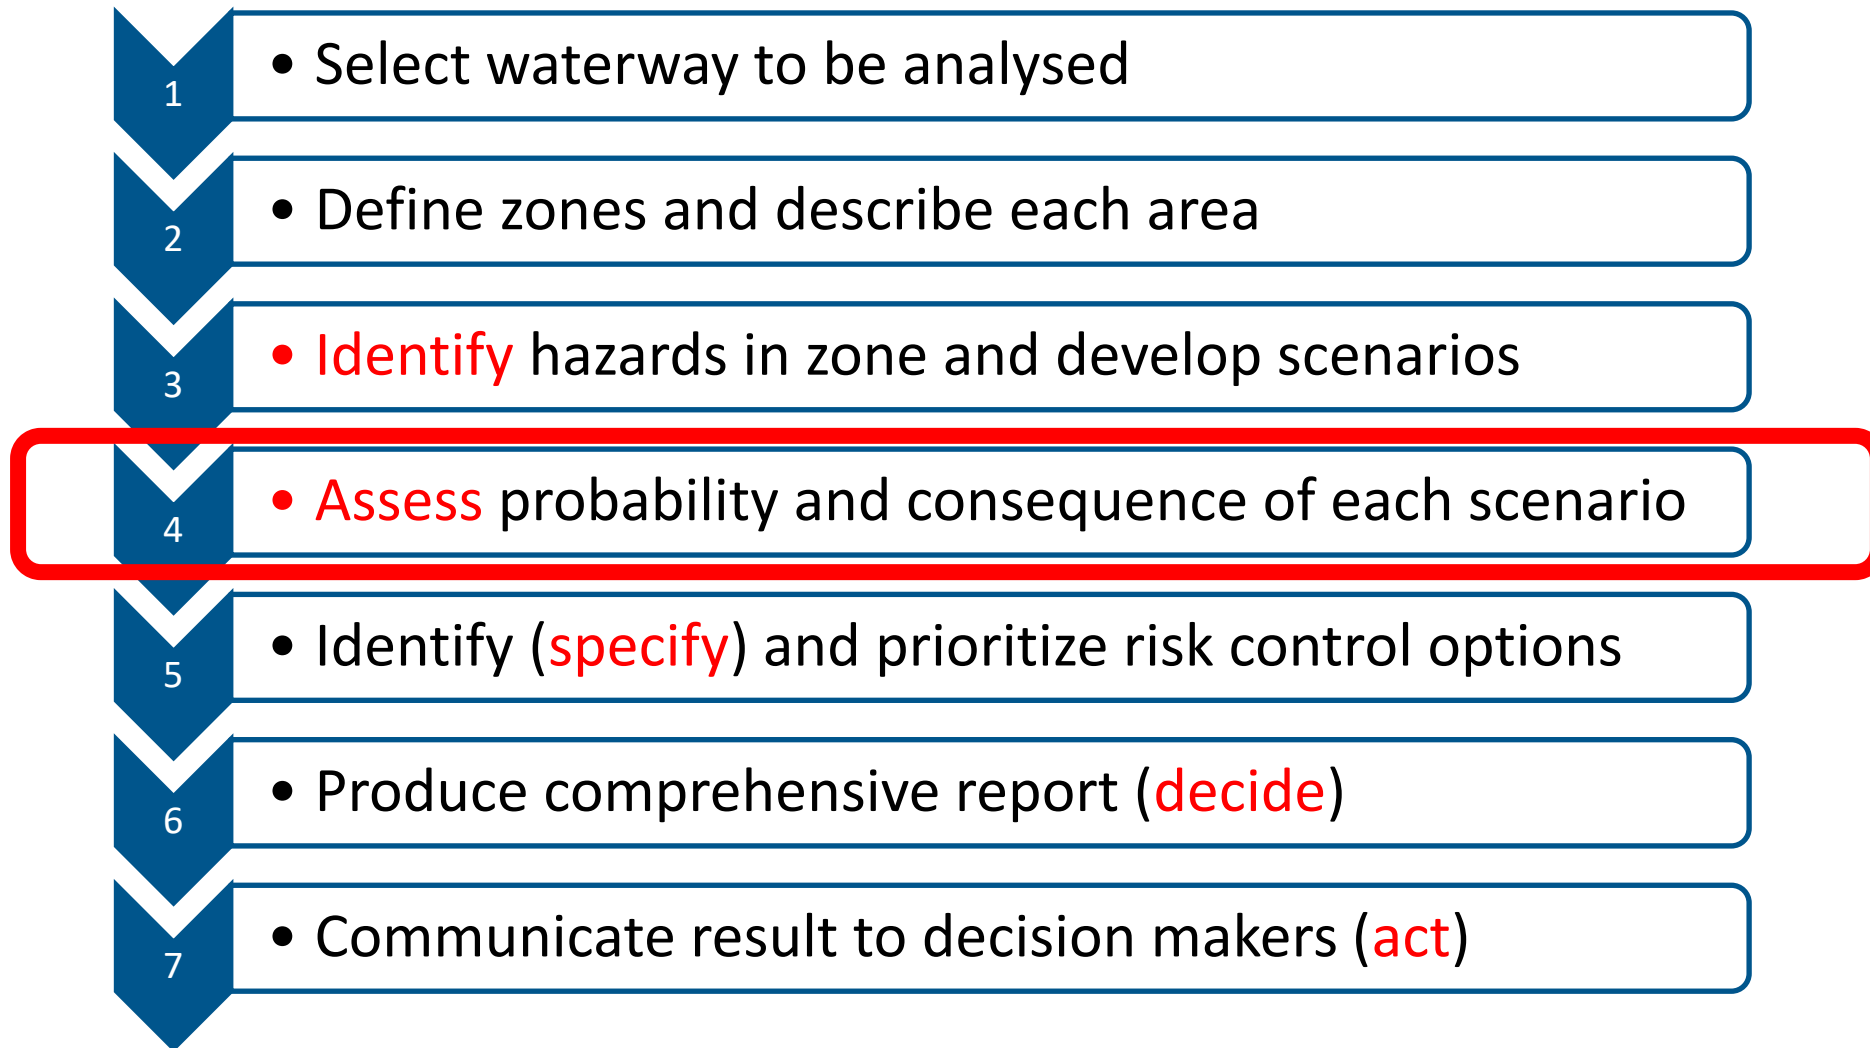 1
• Select waterway to be analysed
2
• Define zones and describe each area
3
• Identify hazards in zone and develop scenarios
4
• Assess probability and consequence of each scenario
5
• Identify (specify) and prioritize risk control options
6
• Produce comprehensive report (decide)
7
• Communicate result to decision makers (act)